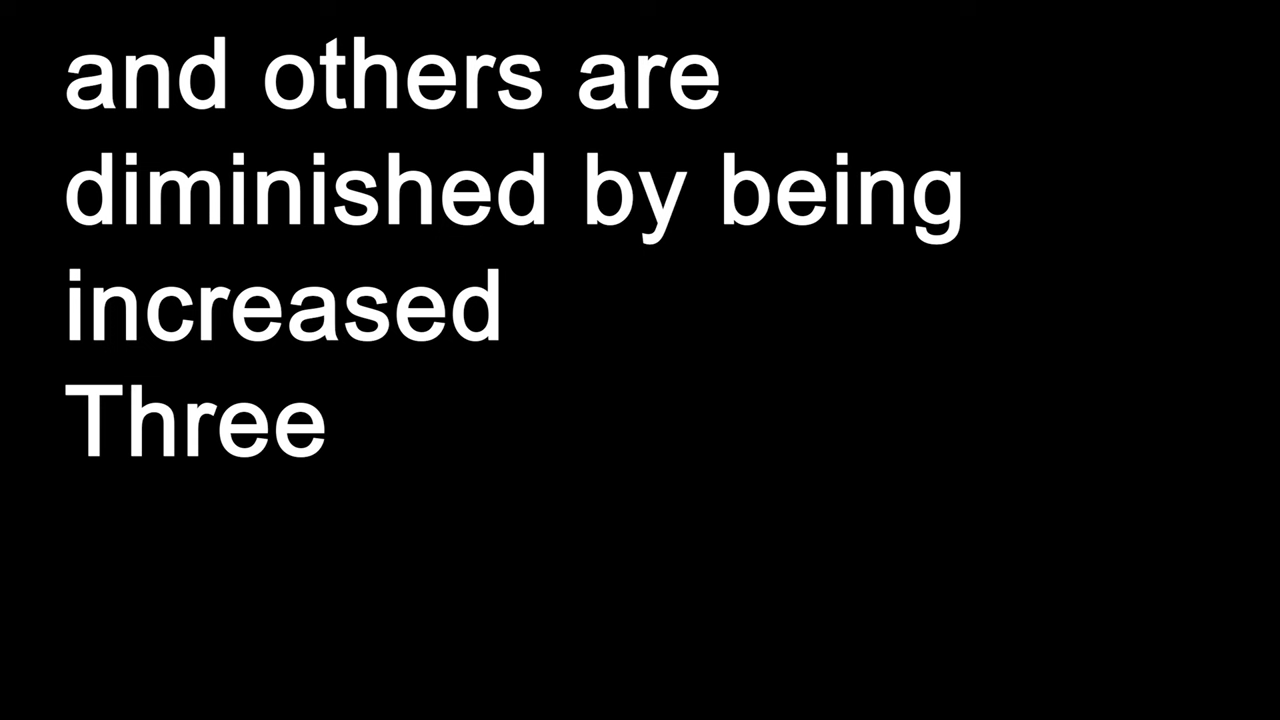 and others are
diminished by being
increased
Three